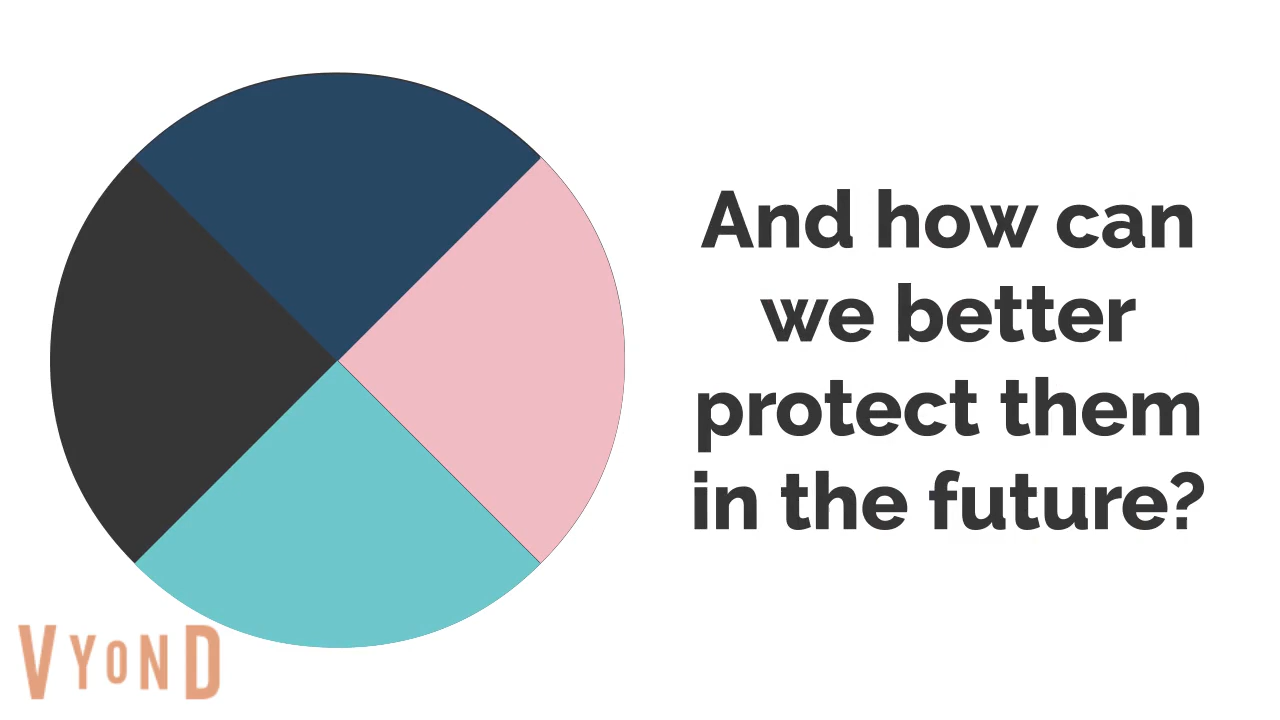 And how can
we better
protect them
in the future?
VYOND